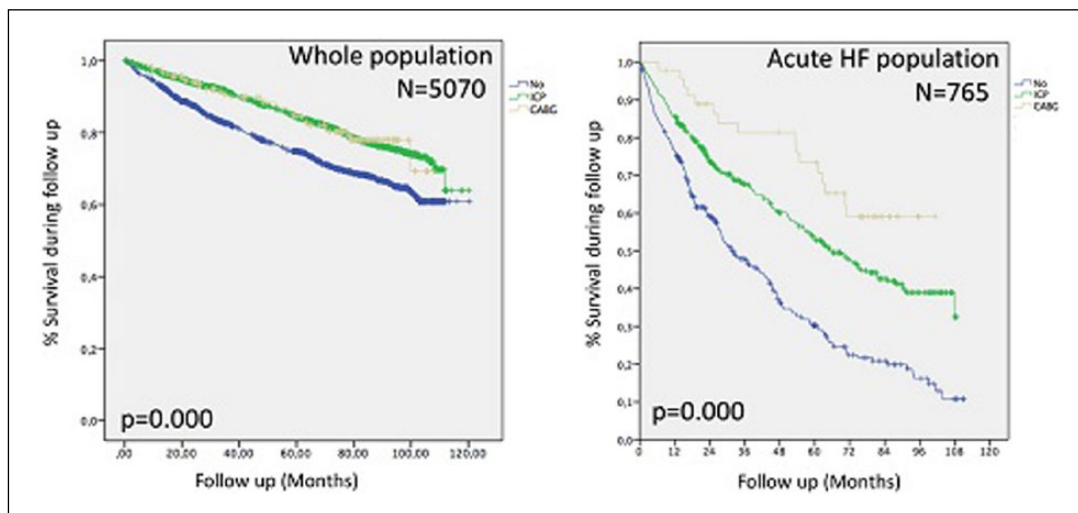 Whole population
N=5070
No
ICP
CABG
% Survival during follow up
1,0
0,8
0,6
0,4
0,2
0,0
p=0.000
,00
20,00
40,00
60,00
80,00
100,00
120,00
Follow up (Months)
Acute HF population
N=765
No
ICP
CABG
% Survival during follow up
1,0
0,9
0,8
0,7
0,6
0,5
0,4
0,3
0,2
0,1
0,0
p=0.000
0
12
24
36
48
60
72
84
96
108
120
Follow up (Months)